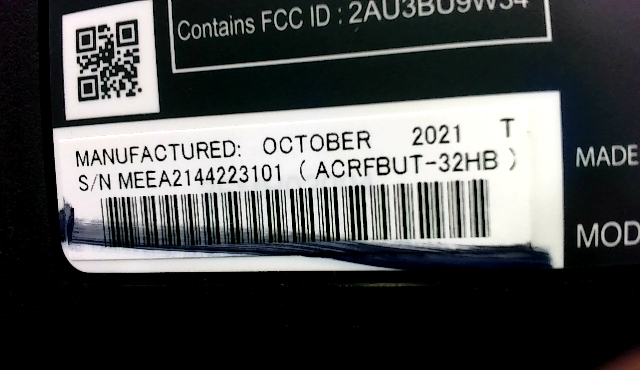 Contains FCC ID : 2AU3BU9W34
MANUFACTURED: OCTOBER 2021 T
S/N MEEA2144223101 ( ACRFBUT-32HB )
MADE
MOD